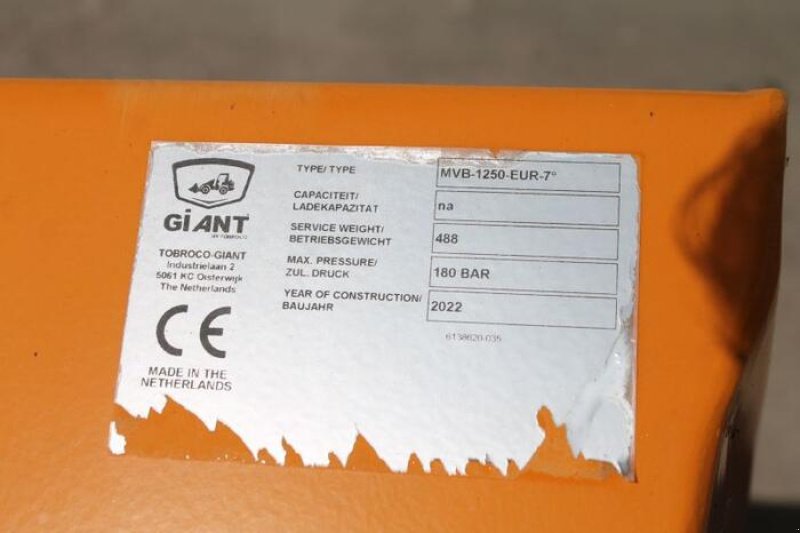 GiANT
BY TOBROCO
TOBROCO-GIANT
Industrielaan 2
5061 KC Oisterwijk
The Netherlands
CE
MADE IN THE
NETHERLANDS
TYPE/ TYPE MVB-1250-EUR-7°
CAPACITEIT/
LADEKAPAZITAT na
SERVICE WEIGHT/
BETRIEBSGEWICHT 488
MAX. PRESSURE/
ZUL. DRUCK 180 BAR
YEAR OF CONSTRUCTION/
BAUJAHR 2022
6138620-035